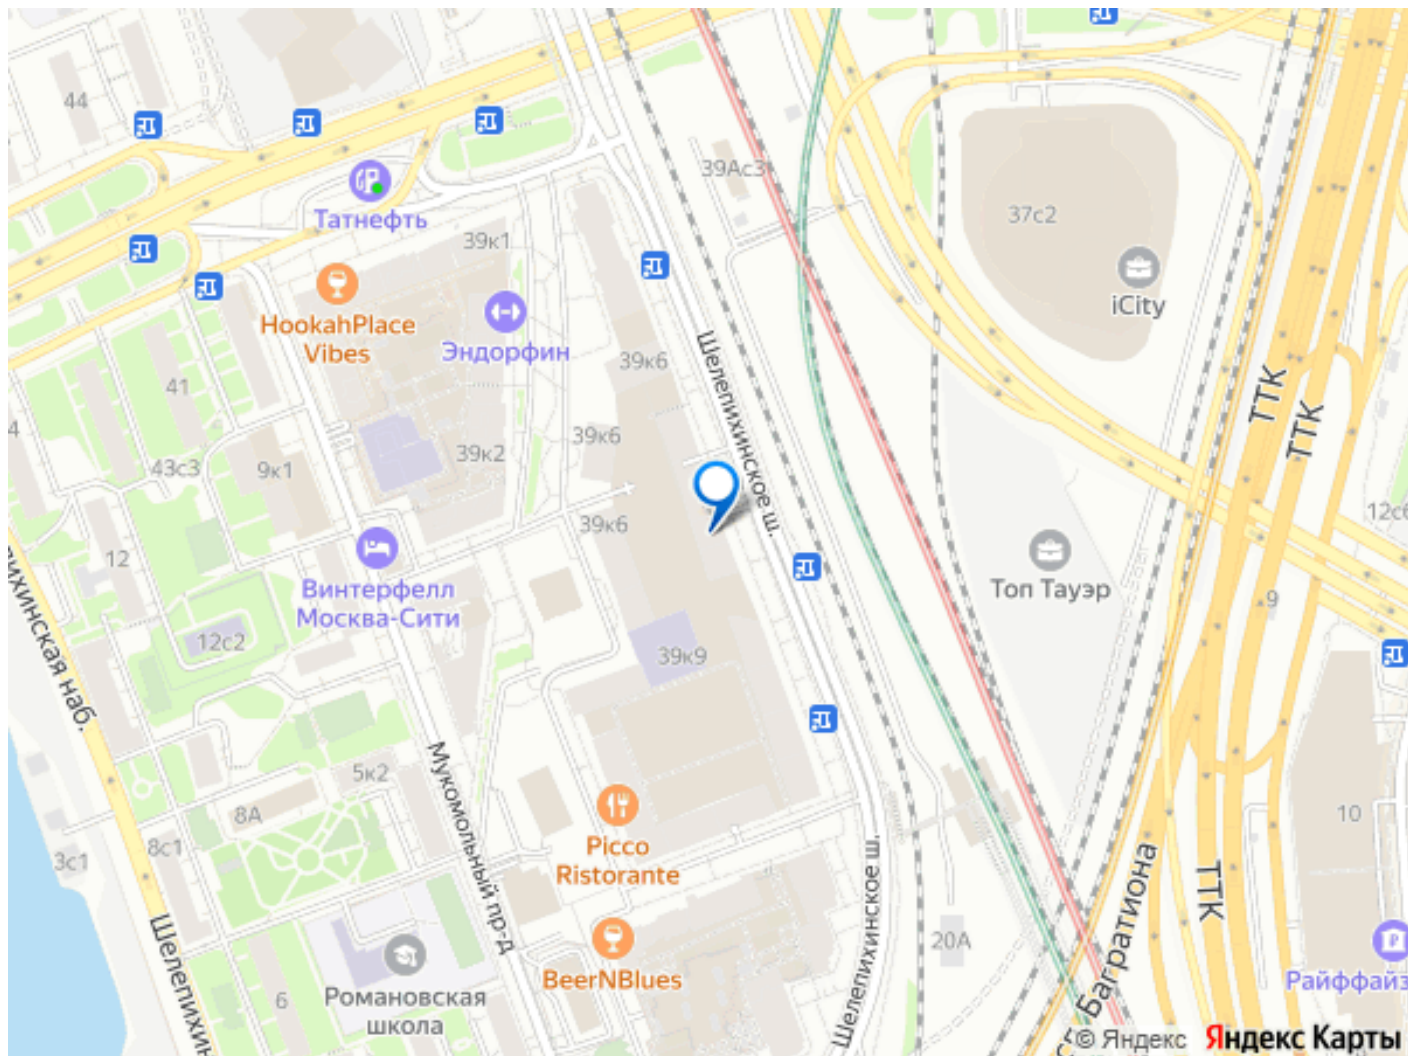 44
39Ас3
37с2
Татнефть
39к1
iCity
HookahPlace
Vibes
Эндорфин
Шелепихинское ш.
39к6
41
ТТК
ТТК
39к6
43с3
9к1
39к2
39к6
12
Винтерфелл
Москва-Сити
Топ Тауэр
9
12с2
39к9
Мукомольный пр-д
5к2
8А
8с1
3с1
Picco
Ristorante
10
Шелепихинское ш.
ТТК
Багратиона
20А
BeerNBlues
Романовская
школа
6
© Яндекс
Яндекс Карты